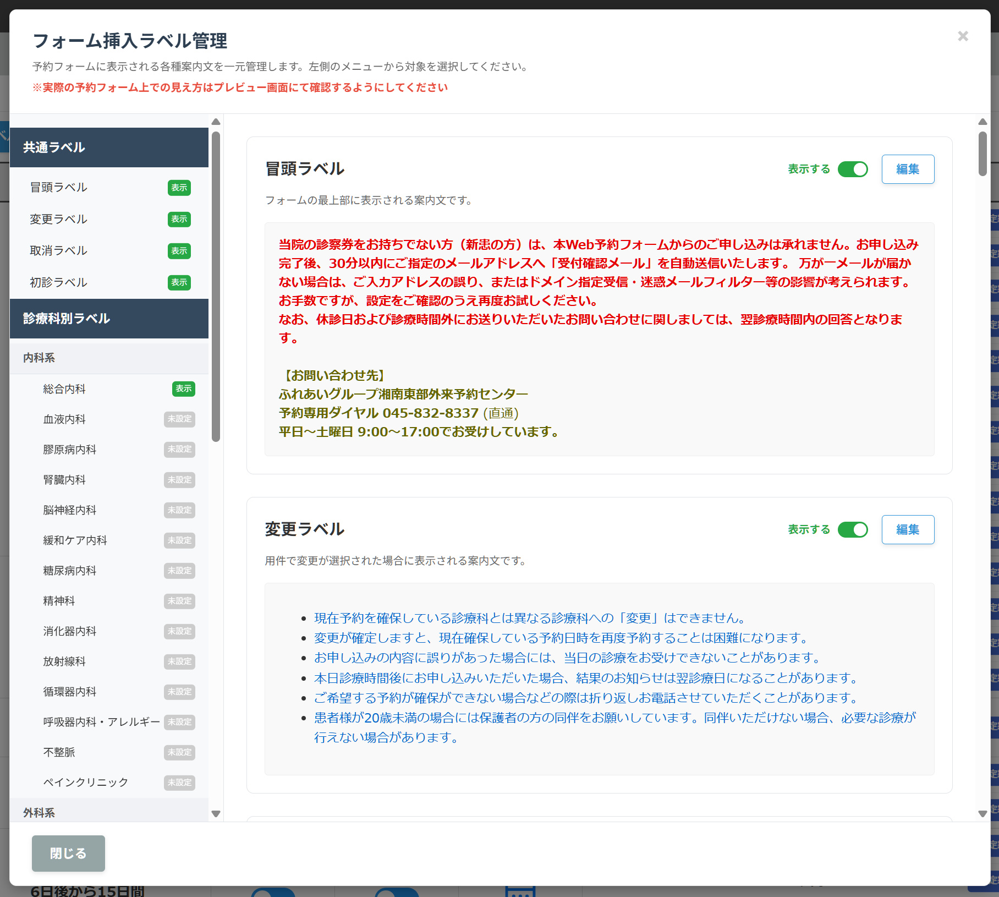 フォーム挿入ラベル管理
予約フォームに表示される各種案内文を一元管理します。左側のメニューから対象を選択してください。
※実際の予約フォーム上での見え方はプレビュー画面にて確認するようにしてください
共通ラベル
冒頭ラベル 表示
変更ラベル 表示
取消ラベル 表示
初診ラベル 表示
診療科別ラベル
内科系
総合内科 表示
血液内科 未設定
膠原病内科 未設定
腎臓内科 未設定
脳神経内科 未設定
緩和ケア内科 未設定
糖尿病内科 未設定
精神科 未設定
消化器内科 未設定
放射線科 未設定
循環器内科 未設定
呼吸器内科・アレルギー 未設定
不整脈 未設定
ペインクリニック 未設定
外科系
冒頭ラベル
表示する
編集
フォームの最上部に表示される案内文です。
当院の診察券をお持ちでない方（新患の方）は、本Web予約フォームからのご申し込みは承れません。お申し込み
完了後、30分以内にご指定のメールアドレスへ「受付確認メール」を自動送信いたします。 万が一メールが届か
ない場合は、ご入力アドレスの誤り、またはドメイン指定受信・迷惑メールフィルター等の影響が考えられます。
お手数ですが、設定をご確認のうえ再度お試しください。
なお、休診日および診療時間外にお送りいただいたお問い合わせに関しましては、翌診療時間内の回答となりま
す。
【お問い合わせ先】
ふれあいグループ湘南東部外来予約センター
予約専用ダイヤル 045-832-8337 (直通)
平日～土曜日 9:00～17:00でお受けしています。
変更ラベル
表示する
編集
用件で変更が選択された場合に表示される案内文です。
• 現在予約を確保している診療科とは異なる診療科への「変更」はできません。
• 変更が確定しますと、現在確保している予約日時を再度予約することは困難になります。
• お申し込みの内容に誤りがあった場合には、当日の診療をお受けできないことがあります。
• 本日診療時間後にお申し込みいただいた場合、結果のお知らせは翌診療日になることがあります。
• ご希望する予約が確保ができない場合などの際は折り返しお電話させていただくことがあります。
• 患者様が20歳未満の場合には保護者の方の同伴をお願いしています。同伴いただけない場合、必要な診療が
行えない場合があります。
閉じる
6日後から15日間